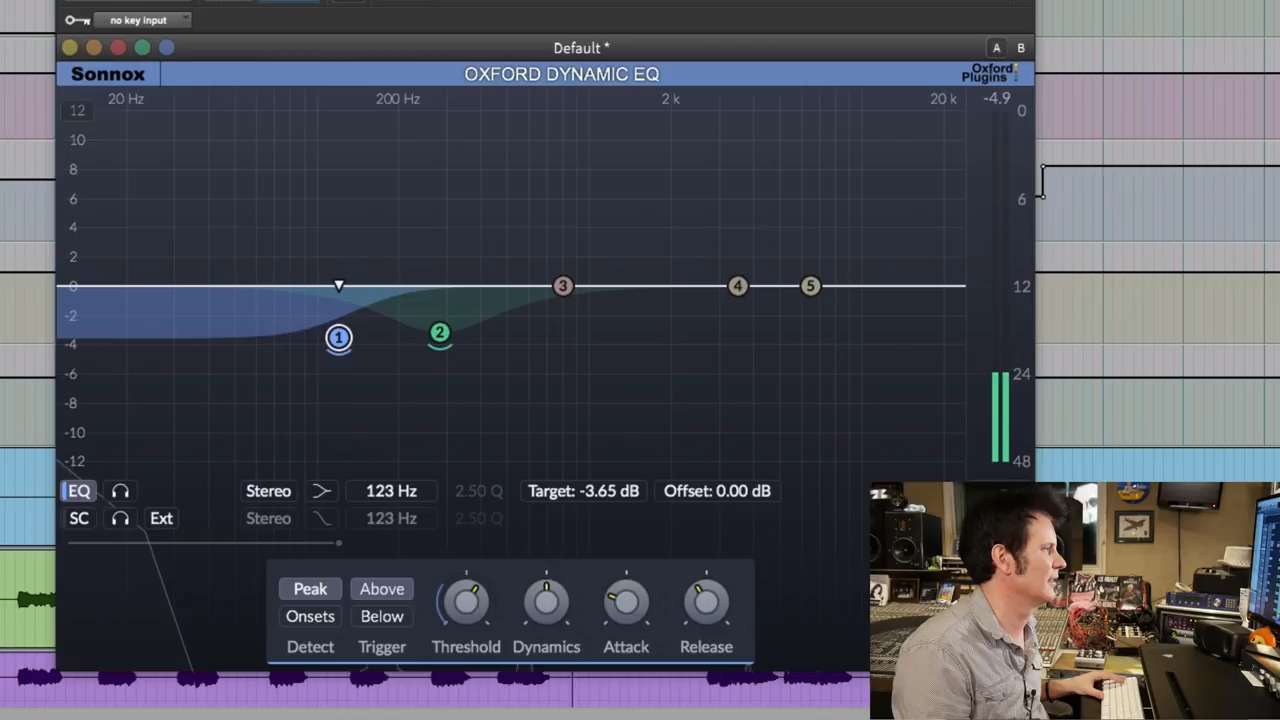 no key input
Default *
A B
Sonnox
OXFORD DYNAMIC EQ
Oxford
Plugins
20 Hz 200 Hz 2 k 20 k -4.9
12 0
10
8
6 6
4
2
0 3 4 5 12
-2
1 2
-4
-6 24
-8
-10
-12 48
EQ Stereo 123 Hz 2.50 Q Target: -3.65 dB Offset: 0.00 dB
SC Ext Stereo 123 Hz 2.50 Q
Peak Above
Onsets Below
Detect Trigger Threshold Dynamics Attack Release